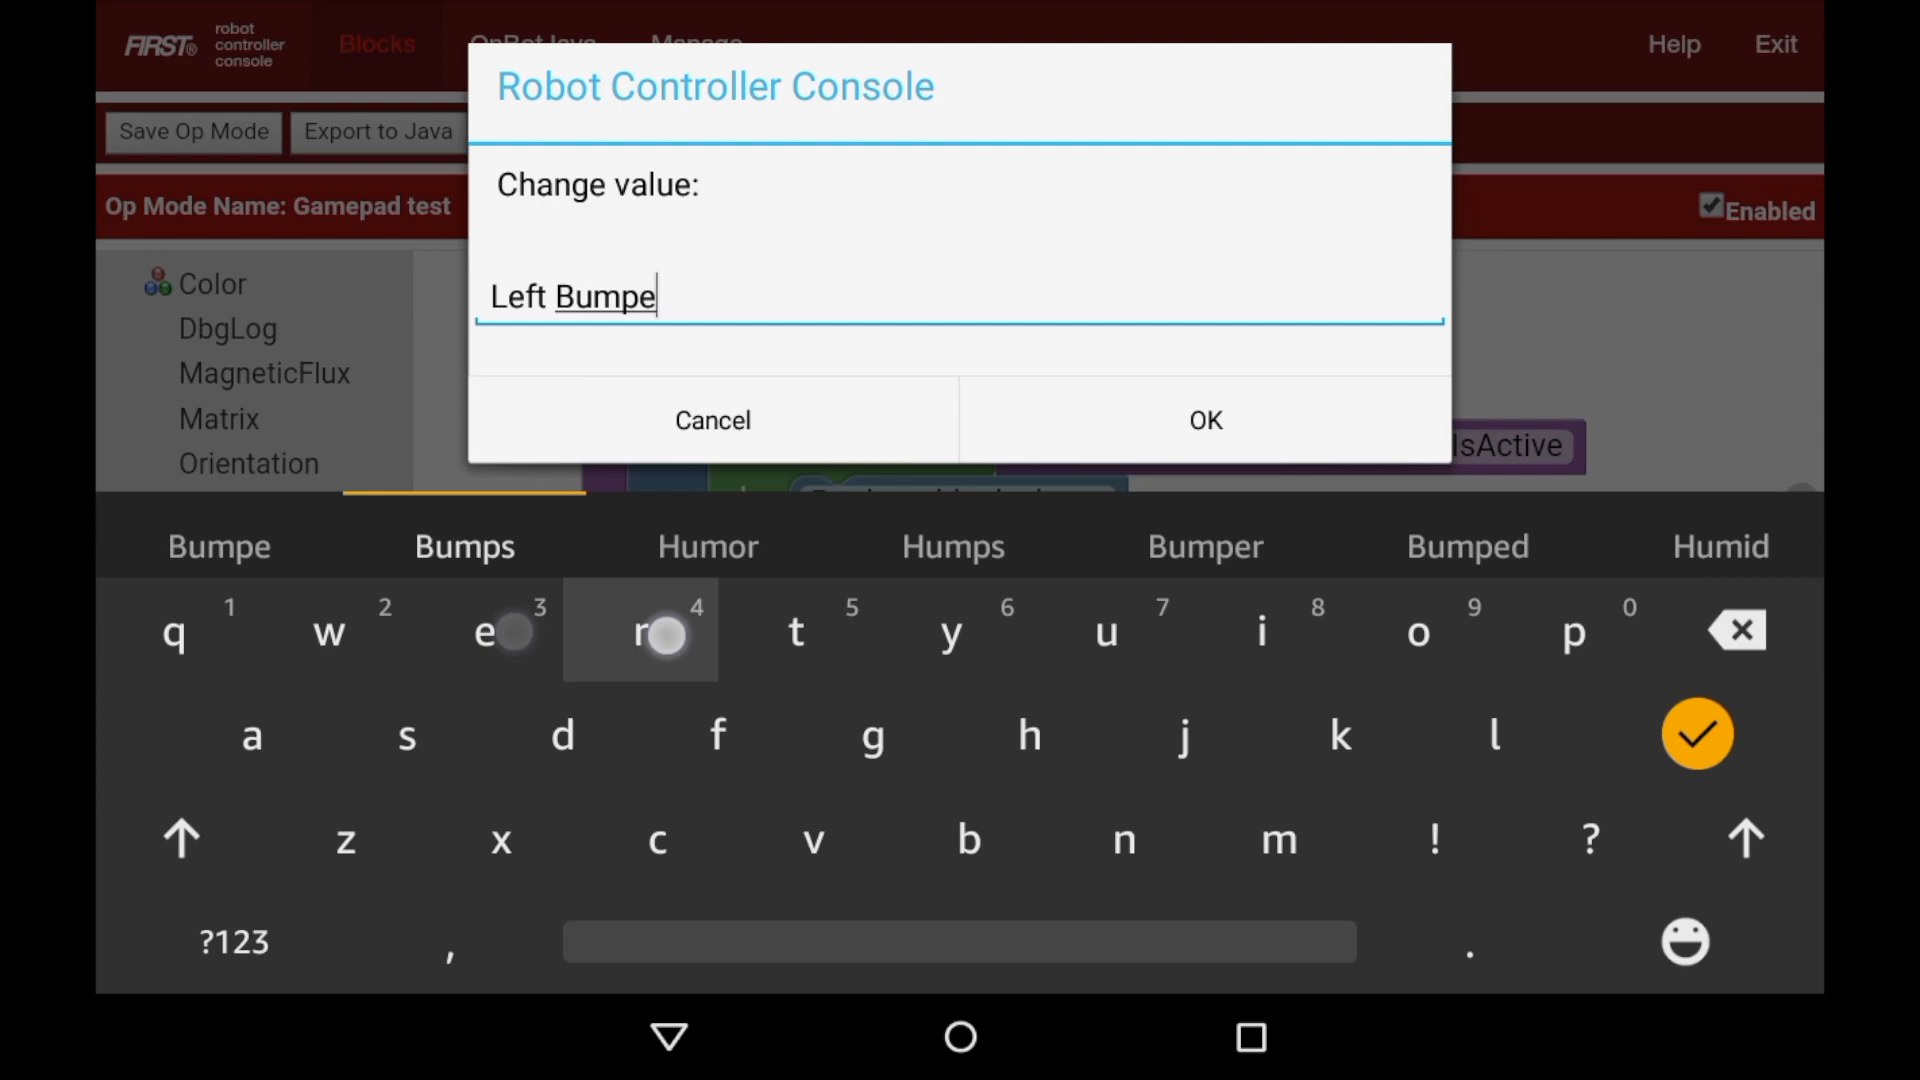 FIRST® robot controller console
Blocks
OnBotJava
Manage
Help
Exit
Save Op Mode
Export to Java
Op Mode Name: Gamepad test
Enabled
Robot Controller Console
Change value:
Left Bumpe
Cancel
OK
Color
DbgLog
MagneticFlux
Matrix
Orientation
IsActive
Bumpe Bumps Humor Humps Bumper Bumped Humid
1 2 3 4 5 6 7 8 9 0
q w e r t y u i o p
a s d f g h j k l
z x c v b n m ! ?
?123 , .